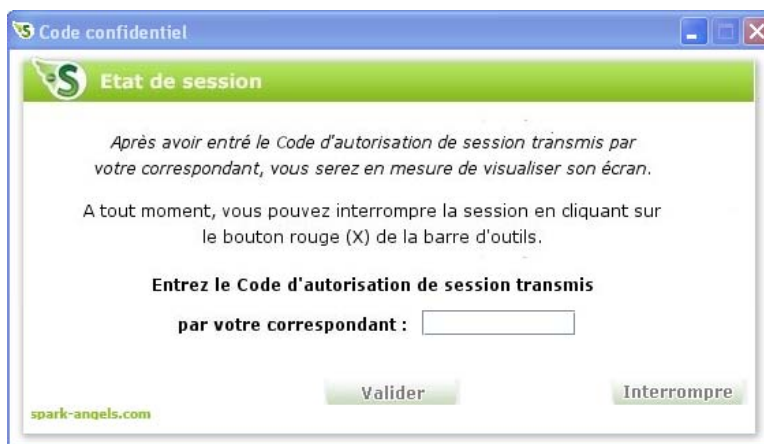 Code confidentiel
Etat de session
Après avoir entré le Code d'autorisation de session transmis par
votre correspondant, vous serez en mesure de visualiser son écran.
A tout moment, vous pouvez interrompre la session en cliquant sur
le bouton rouge (X) de la barre d'outils.
Entrez le Code d'autorisation de session transmis
par votre correspondant :
Valider
Interrompre
spark-angels.com